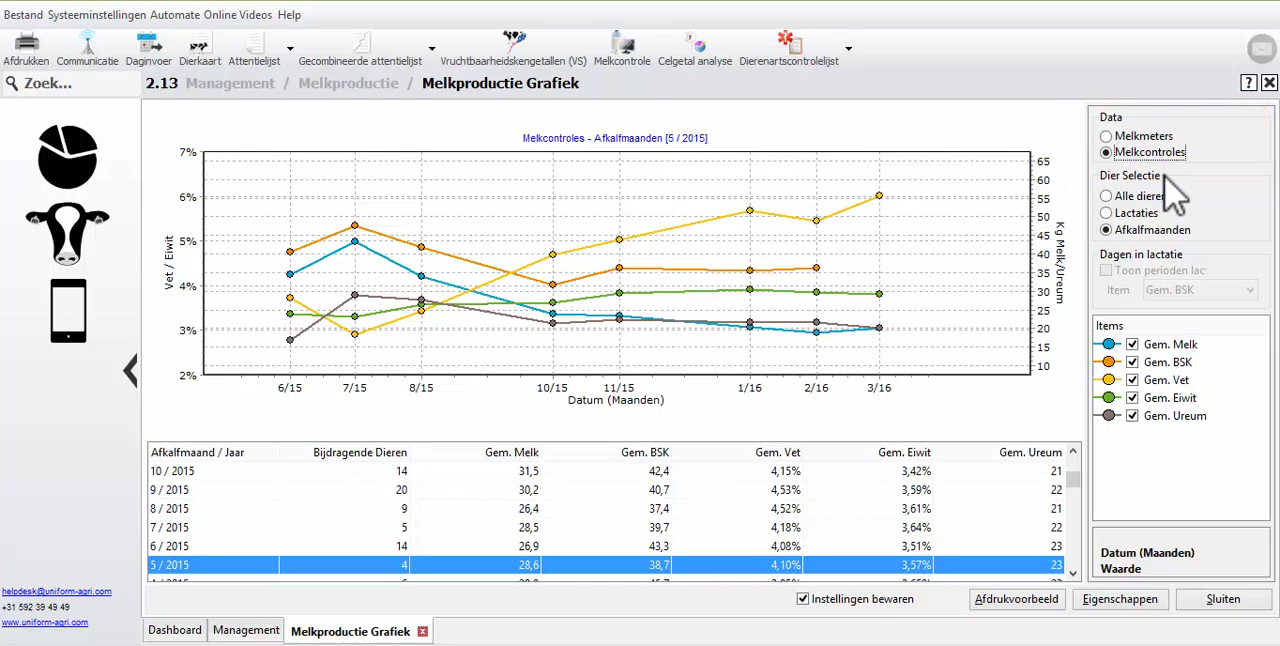 Bestand Systeeminstellingen Automate Online Videos Help
Afdrukken Communicatie Daginvoer Dierkaart Attentielijst Gecombineerde attentielijst Vruchtbaarheidskengetallen (VS) Melkcontrole Celgetal analyse Dierenartscontrolelijst
Zoek... 2.13 Management / Melkproductie / Melkproductie Grafiek ?
Melkcontroles - Afkalfmaanden [5 / 2015]
7%
6%
5%
4%
3%
2%
Vet / Eiwit
65
60
55
50
45
40
35
30
25
20
15
10
Kg Melk/Ureum
6/15 7/15 8/15 10/15 11/15 1/16 2/16 3/16
Datum (Maanden)
Data
Melkmeters
Melkcontroles
Dier Selectie
Alle dieren
Lactaties
Afkalfmaanden
Dagen in lactatie
Toon perioden lac
Item Gem. BSK
Items
Gem. Melk
Gem. BSK
Gem. Vet
Gem. Eiwit
Gem. Ureum
Datum (Maanden)
Waarde
Afkalfmaand / Jaar Bijdragende Dieren Gem. Melk Gem. BSK Gem. Vet Gem. Eiwit Gem. Ureum
10 / 2015 14 31,5 42,4 4,15% 3,42% 21
9 / 2015 20 30,2 40,7 4,53% 3,59% 22
8 / 2015 9 26,4 37,4 4,52% 3,61% 21
7 / 2015 5 28,5 39,7 4,18% 3,64% 22
6 / 2015 14 26,9 43,3 4,08% 3,51% 23
5 / 2015 4 28,6 38,7 4,10% 3,57% 23
helpdesk@uniform-agri.com
+31 592 39 49 49
www.uniform-agri.com
Instellingen bewaren Afdrukvoorbeeld Eigenschappen Sluiten
Dashboard Management Melkproductie Grafiek